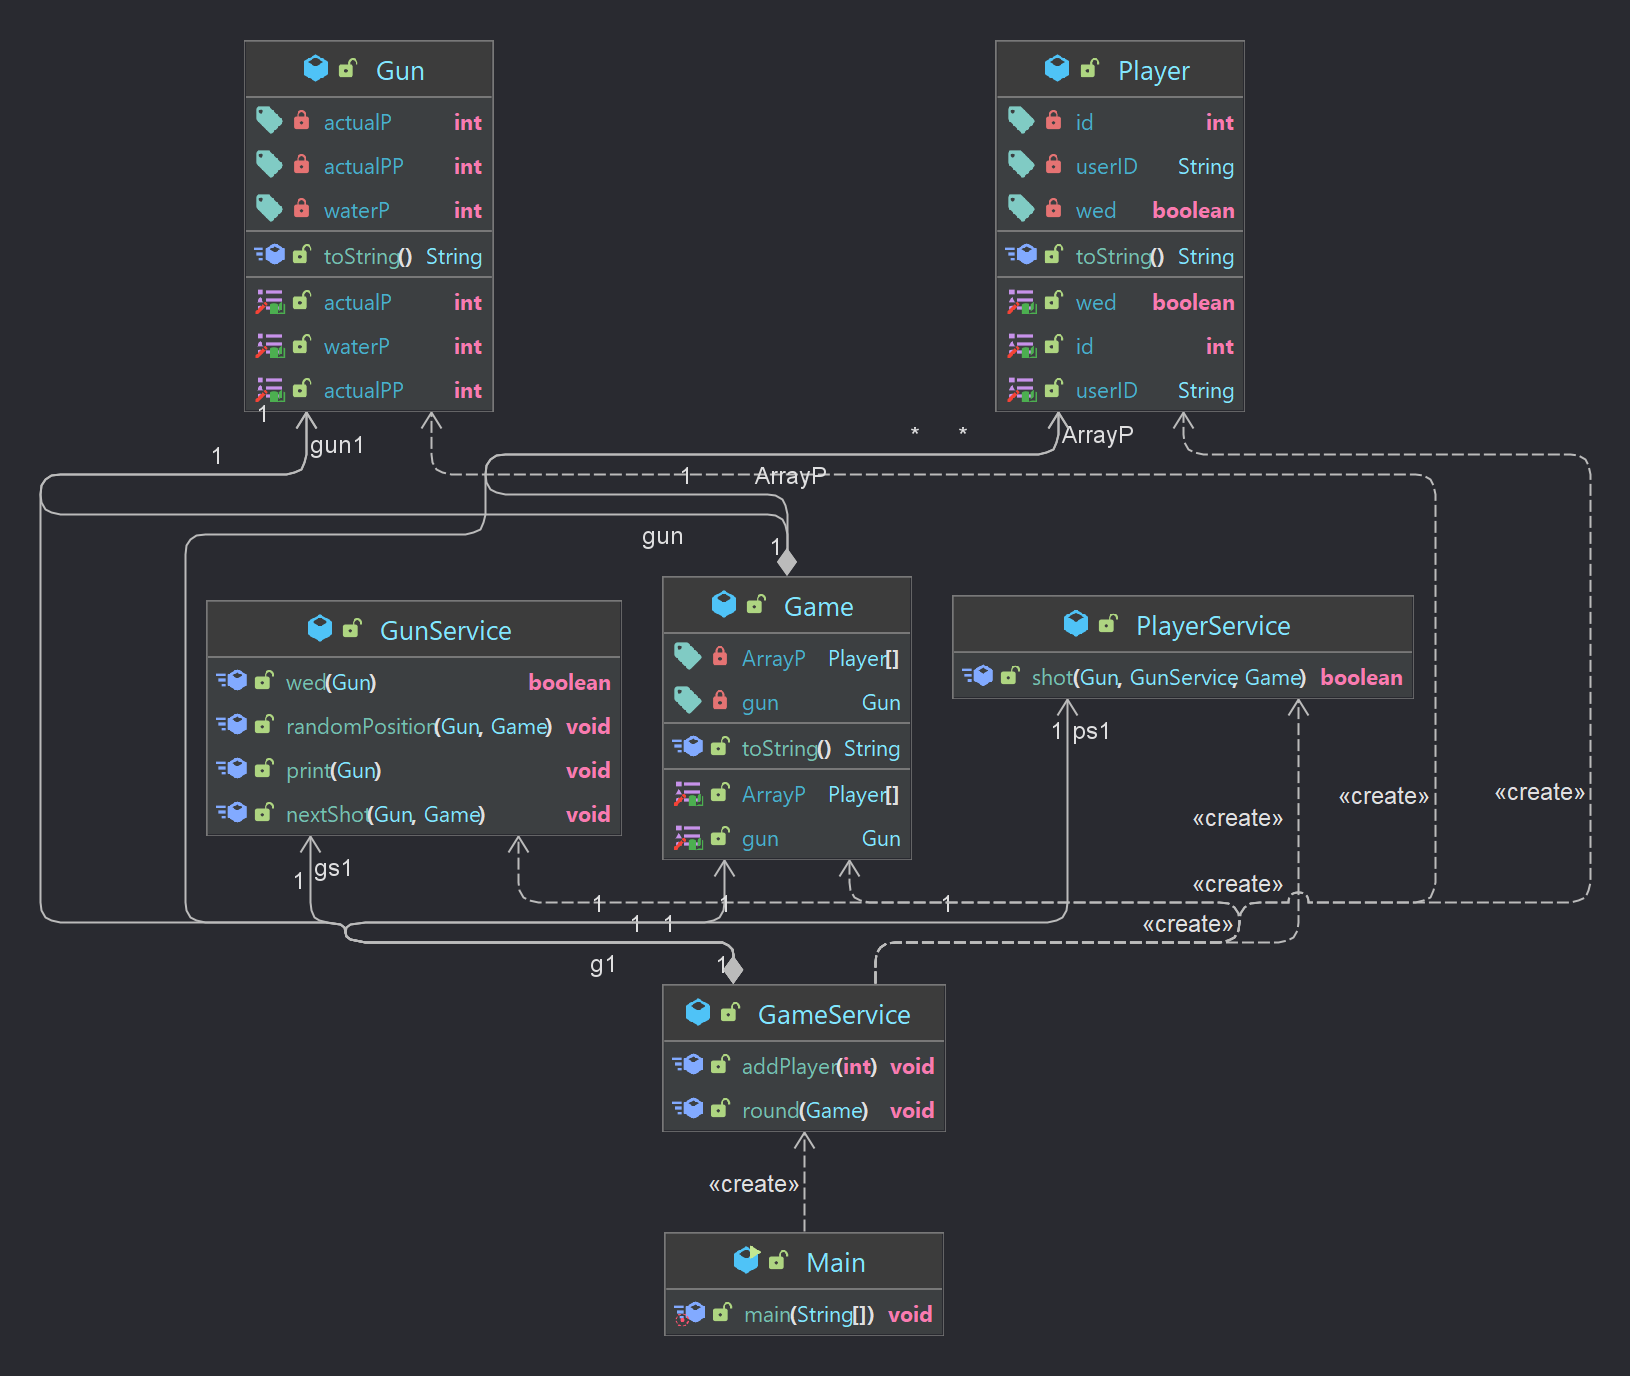 Gun
actualP int
actualPP int
waterP int
toString() String
actualP int
waterP int
actualPP int
Player
id int
userID String
wed boolean
toString() String
wed boolean
id int
userID String
1
1
gun1
* *
ArrayP
1
ArrayP
gun
1
GunService
wed(Gun) boolean
randomPosition(Gun, Game) void
print(Gun) void
nextShot(Gun, Game) void
Game
ArrayP Player[]
gun Gun
toString() String
ArrayP Player[]
gun Gun
PlayerService
shot(Gun, GunService, Game) boolean
1 ps1
«create»
«create»
«create»
1 gs1
«create»
1
1
1
«create»
1 1
g1
1
GameService
addPlayer(int) void
round(Game) void
«create»
Main
main(String[]) void